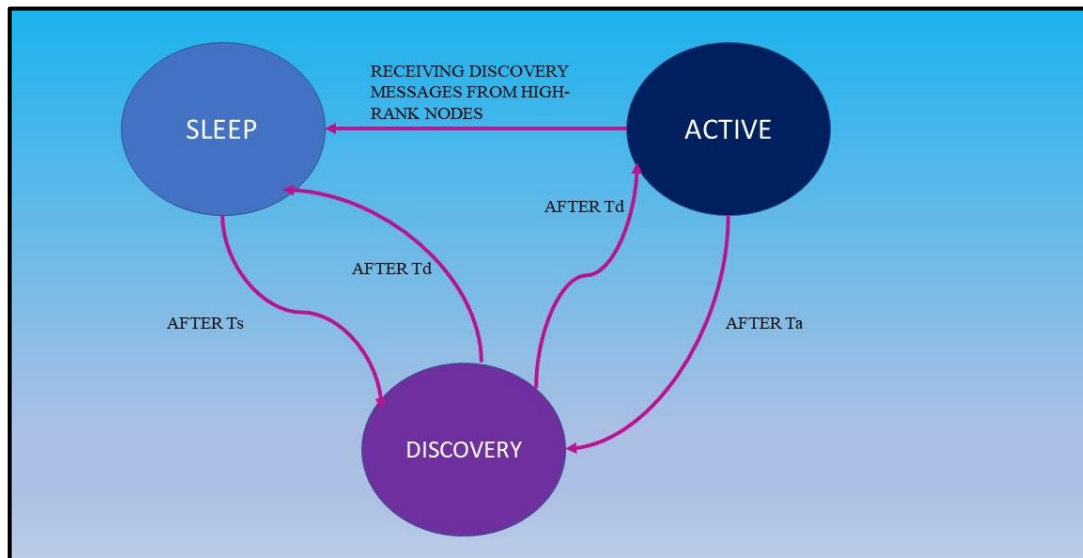 RECEIVING DISCOVERY
MESSAGES FROM HIGH-
RANK NODES
SLEEP
ACTIVE
AFTER Td
AFTER Td
AFTER Ts
AFTER Ta
DISCOVERY